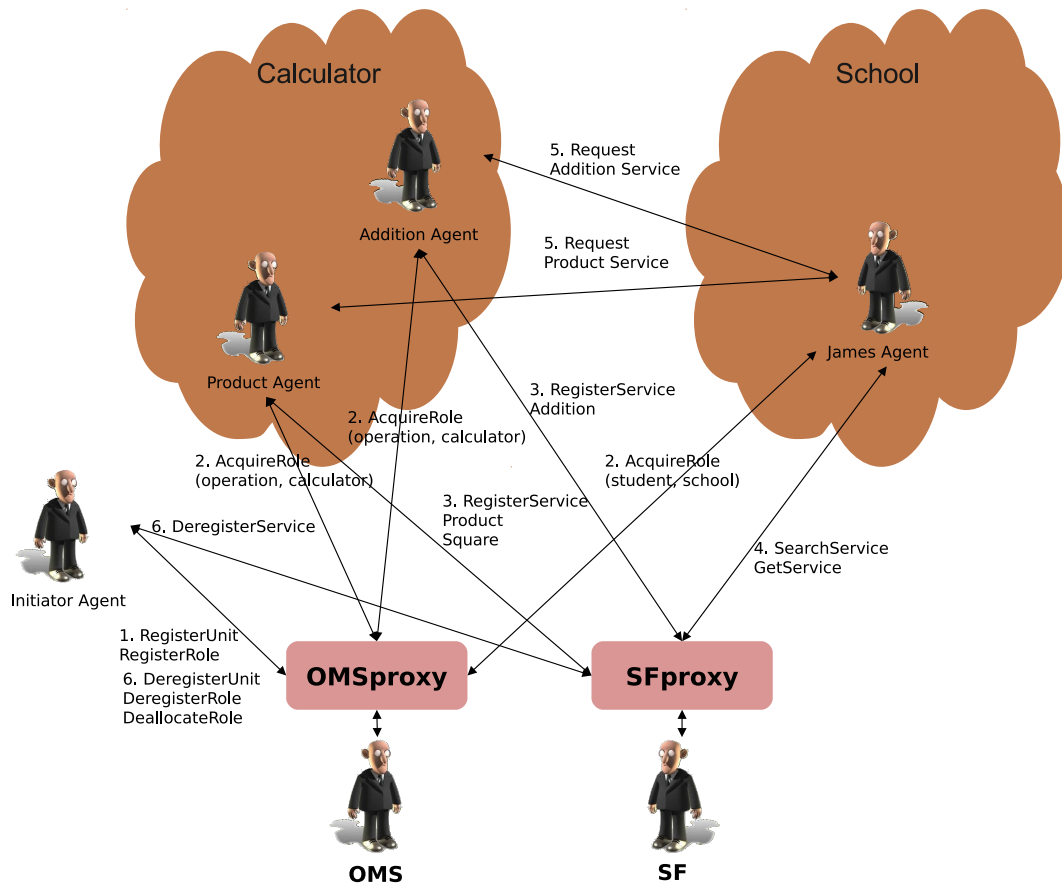 Calculator
School
5. Request
Addition Service
Addition Agent
5. Request
Product Service
James Agent
Product Agent
3. RegisterService
Addition
2. AcquireRole
(operation, calculator)
2. AcquireRole
(operation, calculator)
2. AcquireRole
(student, school)
3. RegisterService
Product
Square
6. DeregisterService
4. SearchService
GetService
Initiator Agent
1. RegisterUnit
RegisterRole
6. DeregisterUnit
DeregisterRole
DeallocateRole
OMSproxy
SFproxy
OMS
SF